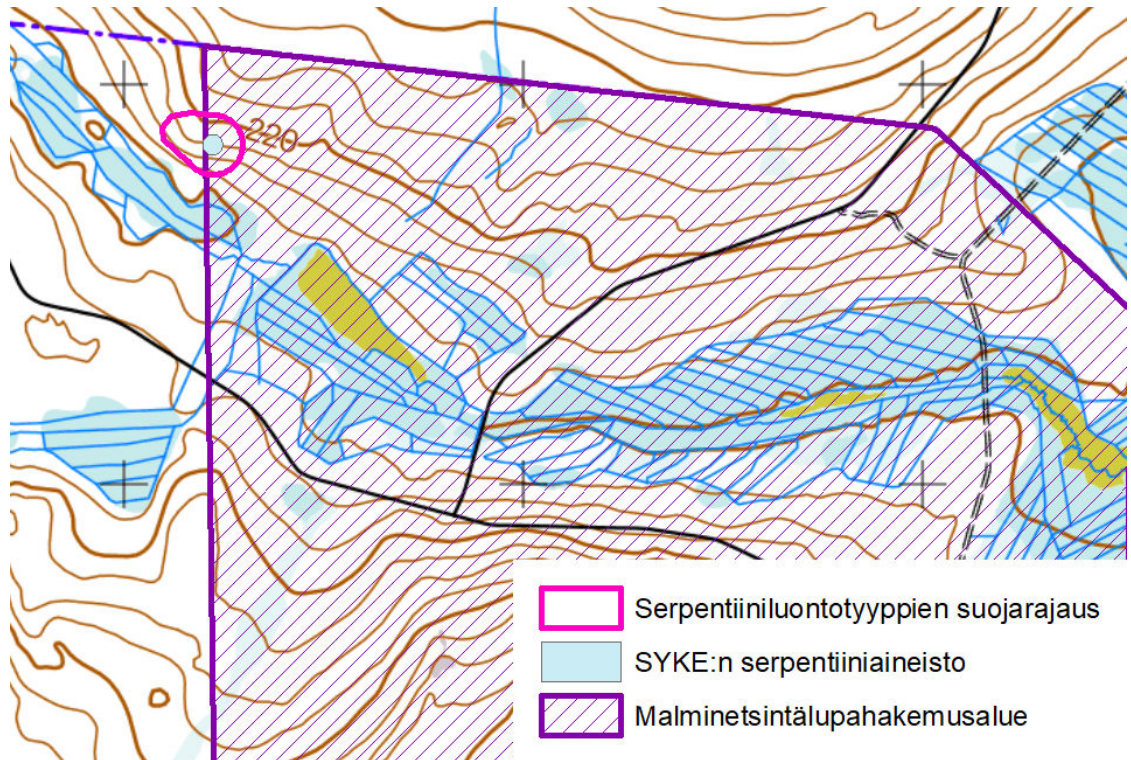 220
Serpentiiniluontotyyppien suojarajaus
SYKE:n serpentiiniaineisto
Malminetsintälupahakemusalue